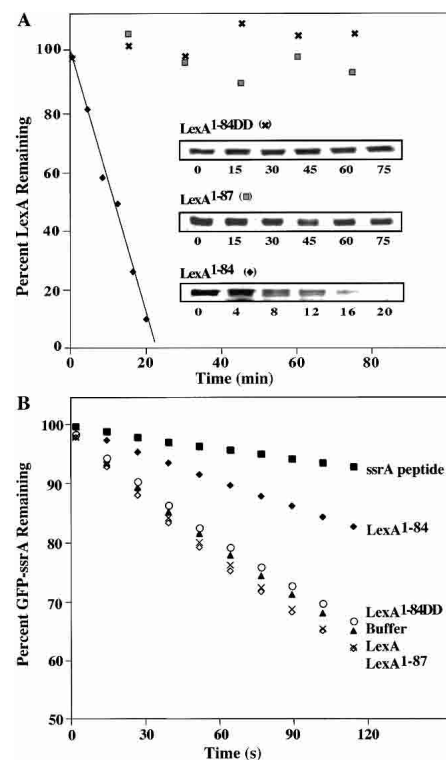 A
Percent LexA Remaining
100
80
60
40
20
0
LexA1-84DD (✖)
0 15 30 45 60 75
LexA1-87 (■)
0 15 30 45 60 75
LexA1-84 (◆)
0 4 8 12 16 20
0 20 40 60 80
Time (min)
B
Percent GFP-ssrA Remaining
100
90
80
70
60
50
ssrA peptide
LexA1-84
LexA1-84DD
Buffer
LexA
LexA1-87
0 30 60 90 120
Time (s)